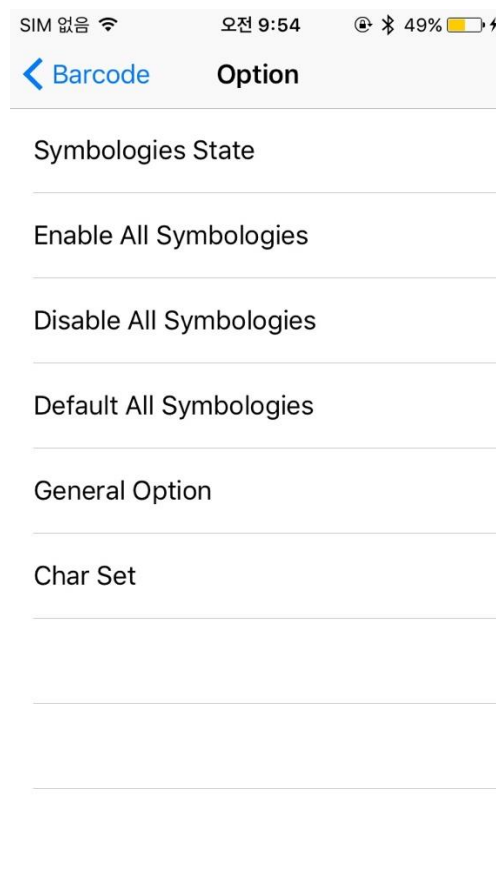 SIM 없음 오전 9:54 49%
Barcode Option
Symbologies State
Enable All Symbologies
Disable All Symbologies
Default All Symbologies
General Option
Char Set